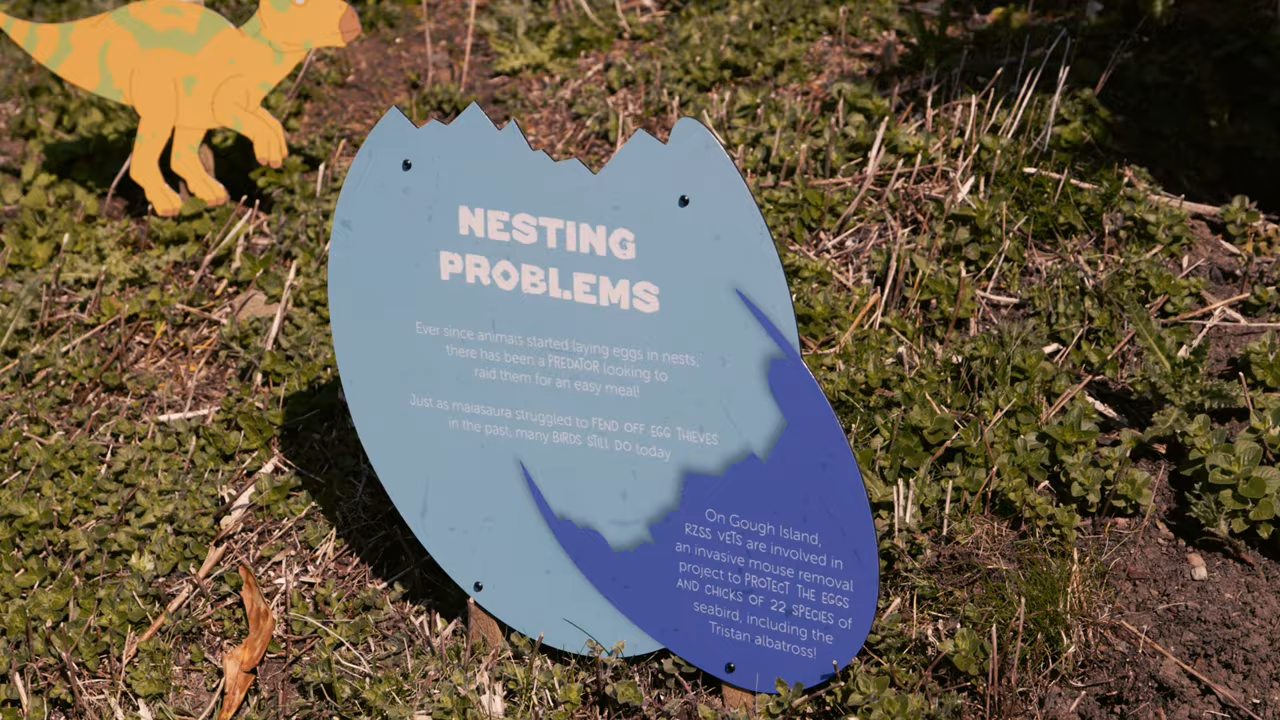 NESTING
PROBLEMS
Ever since animals started laying eggs in nests,
there has been a PREDATOR looking to
raid them for an easy meal!
Just as maiasaura struggled to FEND OFF EGG THIEVES
in the past, many BIRDS STILL DO today
On Gough Island,
RZSS VETS are involved in
an invasive mouse removal
project to PROTECT THE EGGS
AND CHICKS OF 22 SPECIES of
seabird, including the
Tristan albatross!